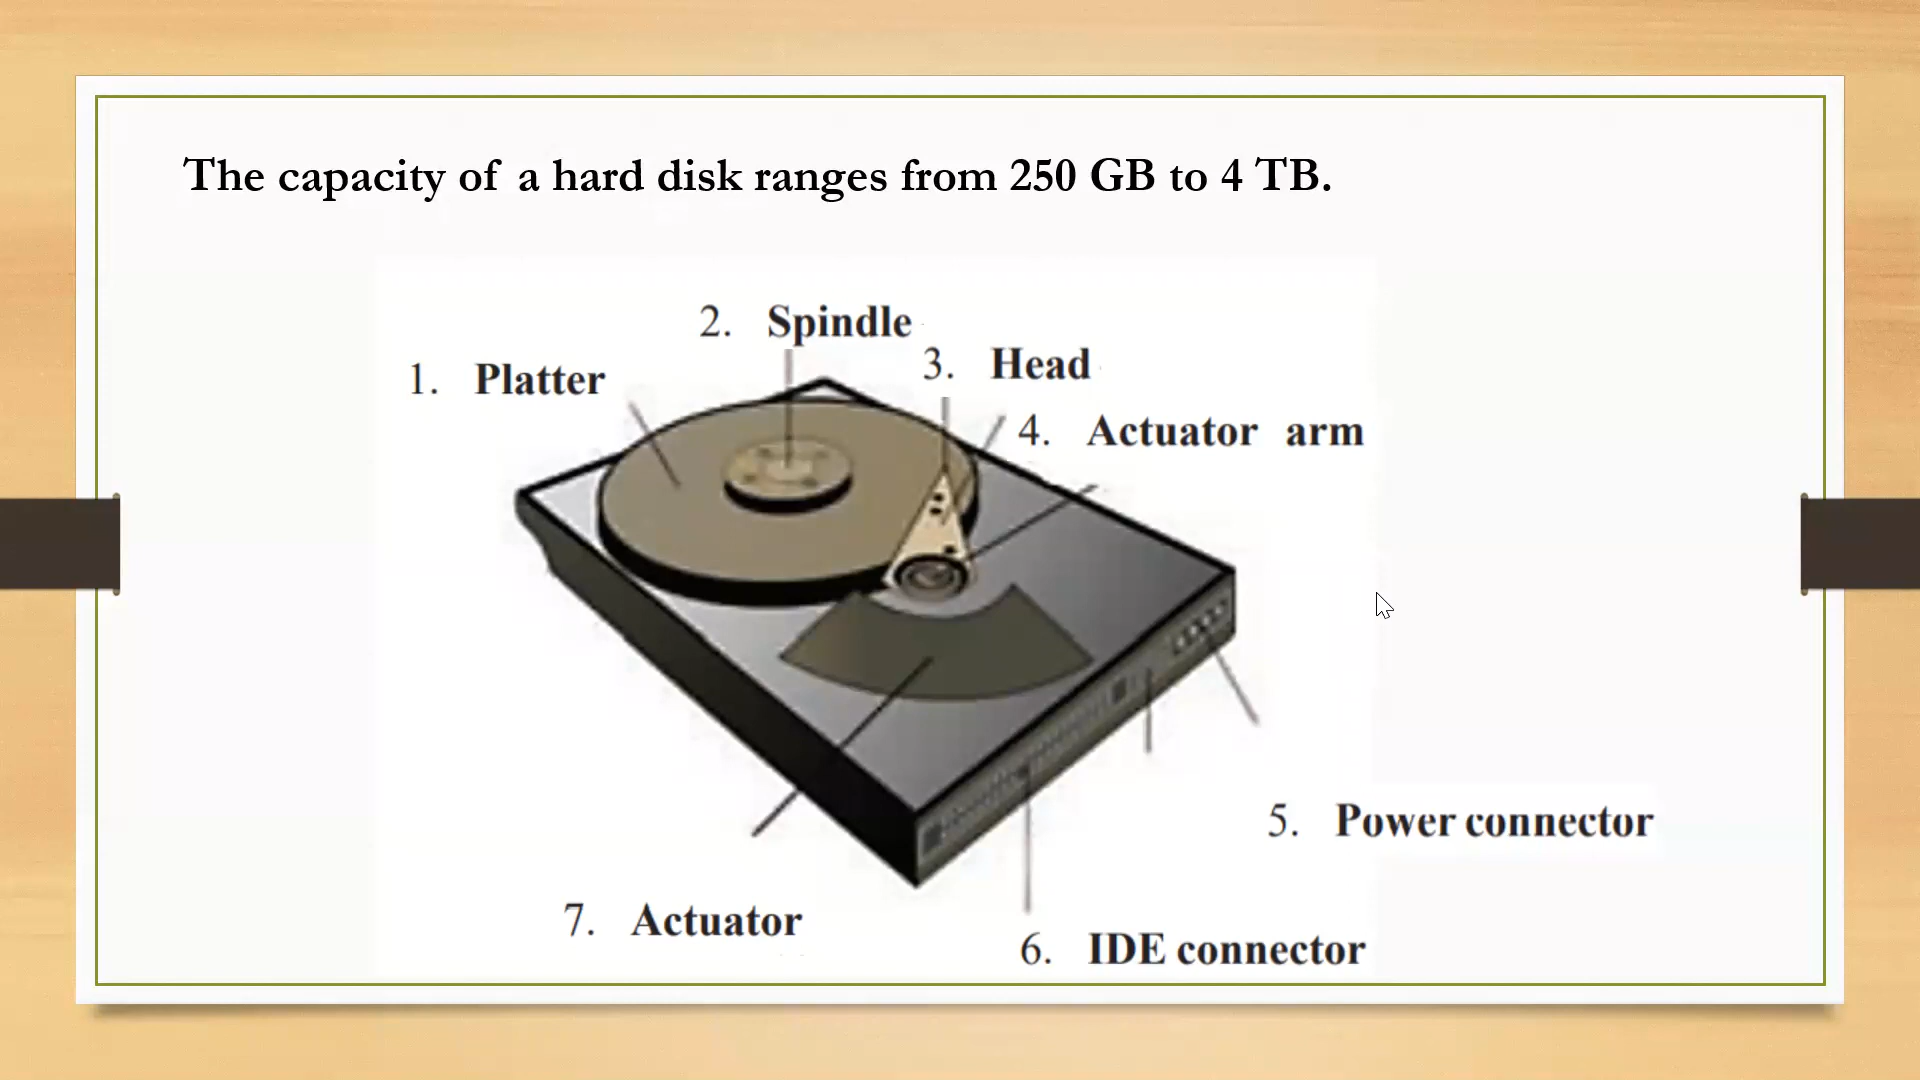 The capacity of a hard disk ranges from 250 GB to 4 TB.
2. Spindle
3. Head
1. Platter
4. Actuator arm
5. Power connector
7. Actuator
6. IDE connector